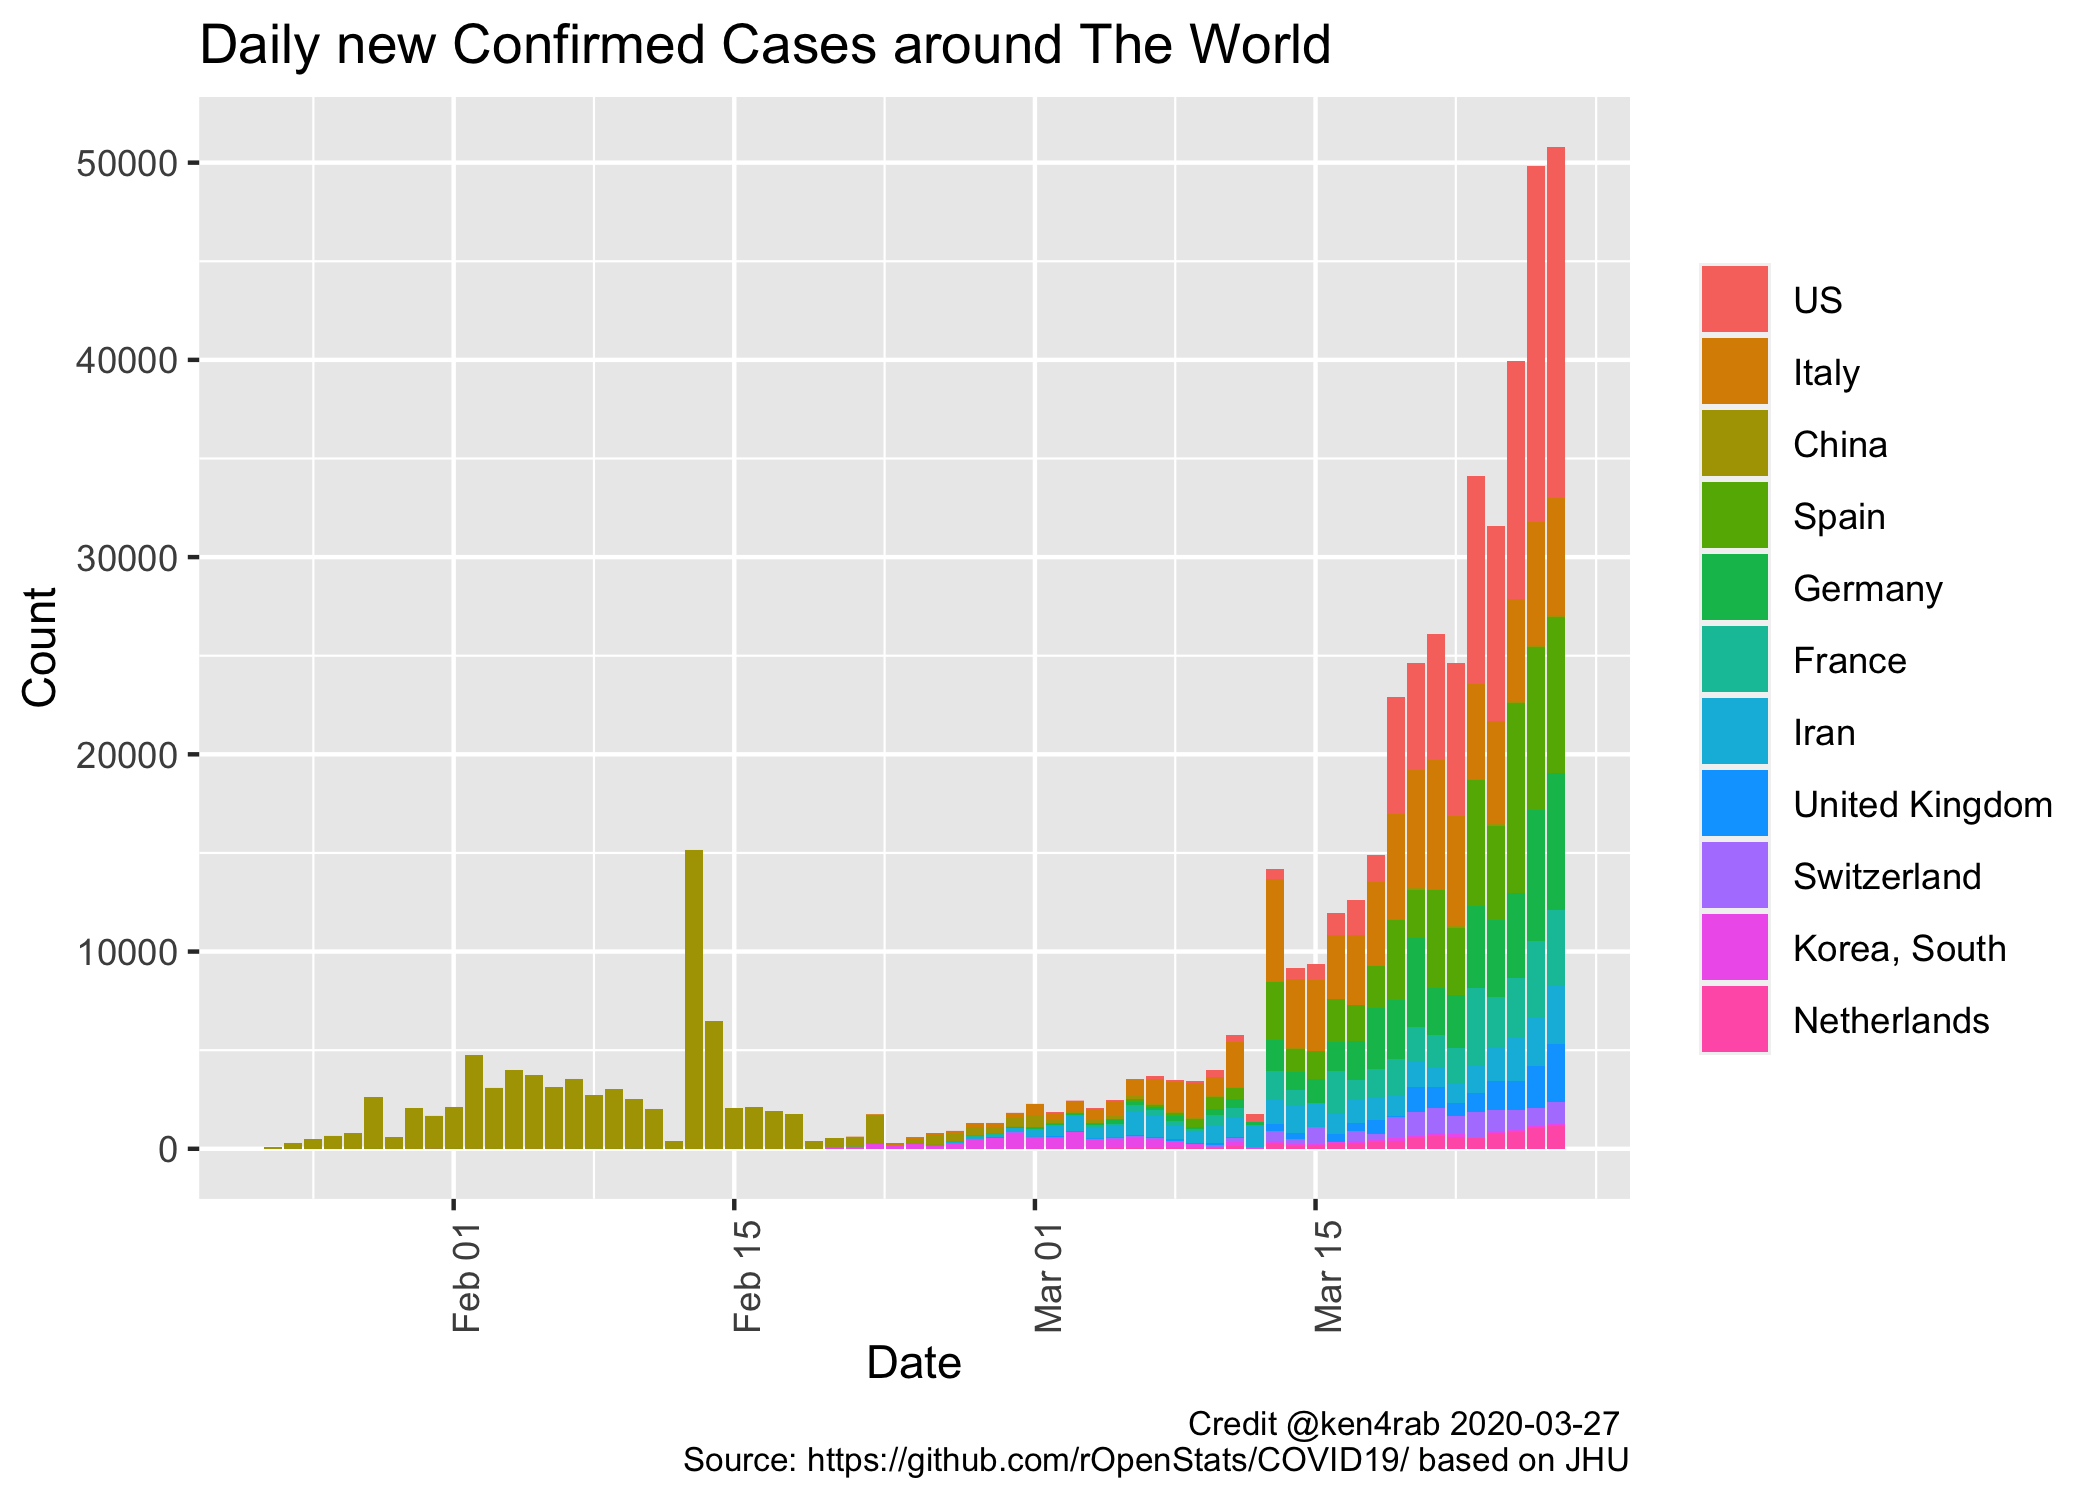 Daily new Confirmed Cases around The World
50000
40000
30000
20000
10000
0
Count
Feb 01
Feb 15
Mar 01
Mar 15
Date
US
Italy
China
Spain
Germany
France
Iran
United Kingdom
Switzerland
Korea, South
Netherlands
Credit @ken4rab 2020-03-27
Source: https://github.com/rOpenStats/COVID19/ based on JHU